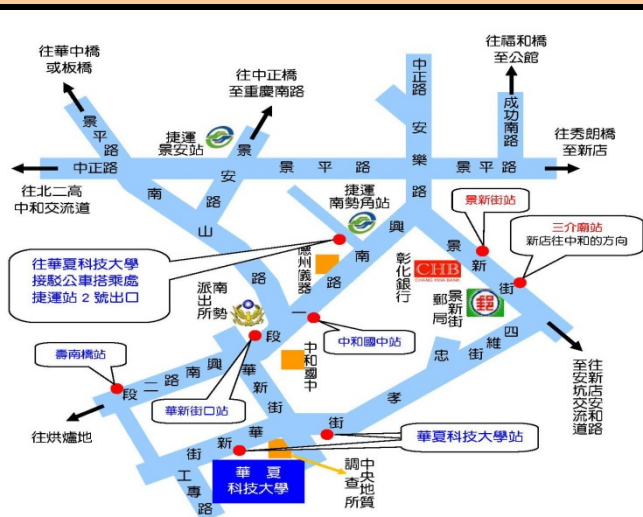 往華中橋
或板橋
往中正橋
至重慶南路
往福和橋
至公館
往秀朗橋
至新店
中正路
安樂路
成功南路
景平路
捷運
景安站
景安路
中正路
景平路
景平路
往北二高
中和交流道
南山路
捷運
南勢角站
景新街站
三介廟站
新店往中和的方向
往華夏科技大學
接駁公車搭乘處
捷運站 2 號出口
德州儀器
興南路一段
景新街
彰化銀行
CHB
CHANG HWA BANK
景新街
郵局
南勢
派出所
中和國中站
中和國中
四維街
忠孝街
往新店安和路
至安坑交流道
壽南橋站
興南路二段
華新街
華新街口站
往烘爐地
華新街
華夏科技大學站
華夏
科技大學
中央地質
調查所
工專路